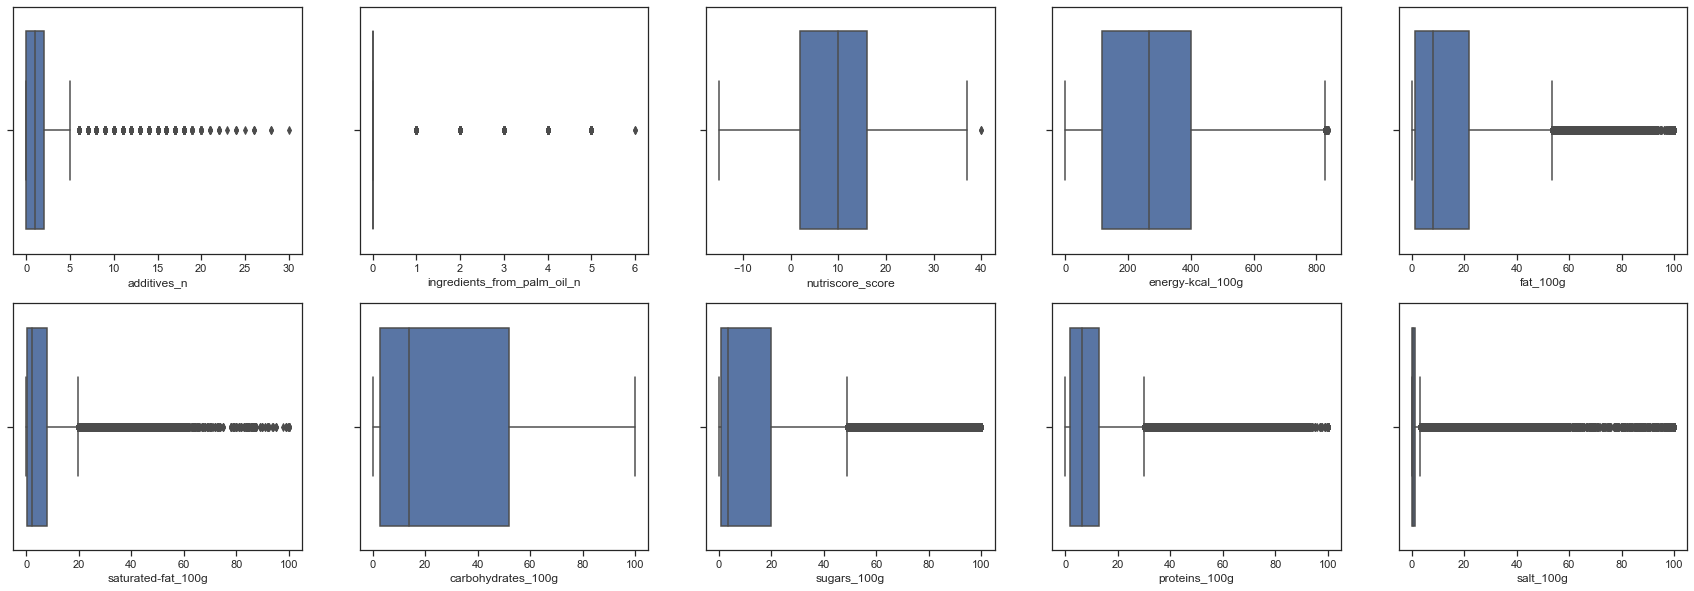 0 5 10 15 20 25 30
additives_n
0 1 2 3 4 5 6
ingredients_from_palm_oil_n
−10 0 10 20 30 40
nutriscore_score
0 200 400 600 800
energy-kcal_100g
0 20 40 60 80 100
fat_100g
0 20 40 60 80 100
saturated-fat_100g
0 20 40 60 80 100
carbohydrates_100g
0 20 40 60 80 100
sugars_100g
0 20 40 60 80 100
proteins_100g
0 20 40 60 80 100
salt_100g